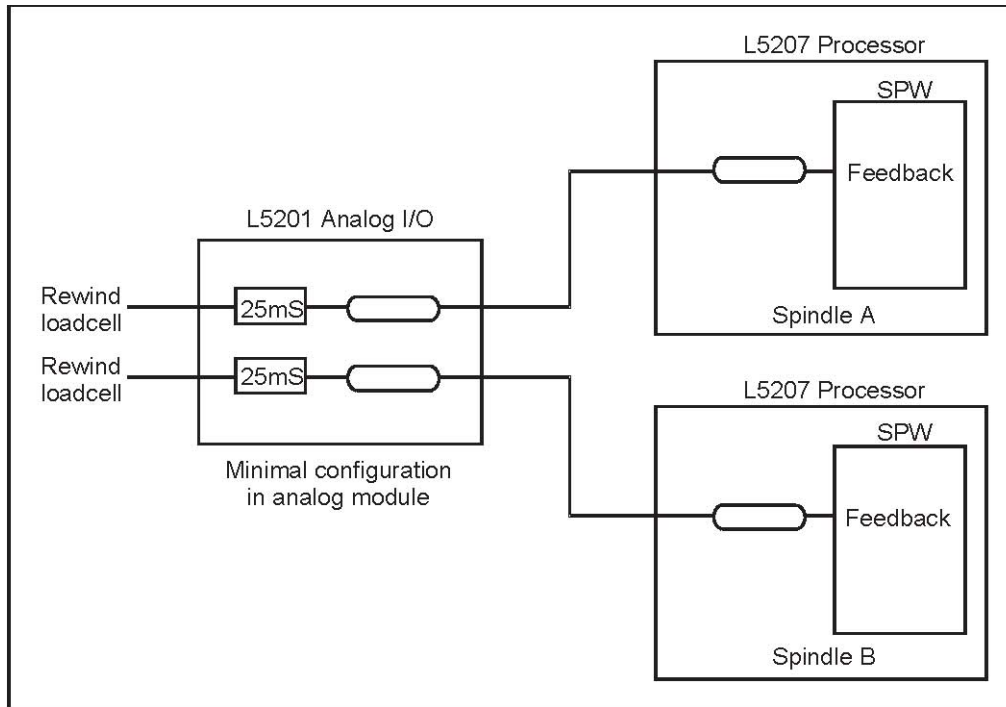 L5207 Processor
SPW
Feedback
Spindle A
L5201 Analog I/O
Rewind
loadcell
25mS
Rewind
loadcell
25mS
Minimal configuration
in analog module
L5207 Processor
SPW
Feedback
Spindle B